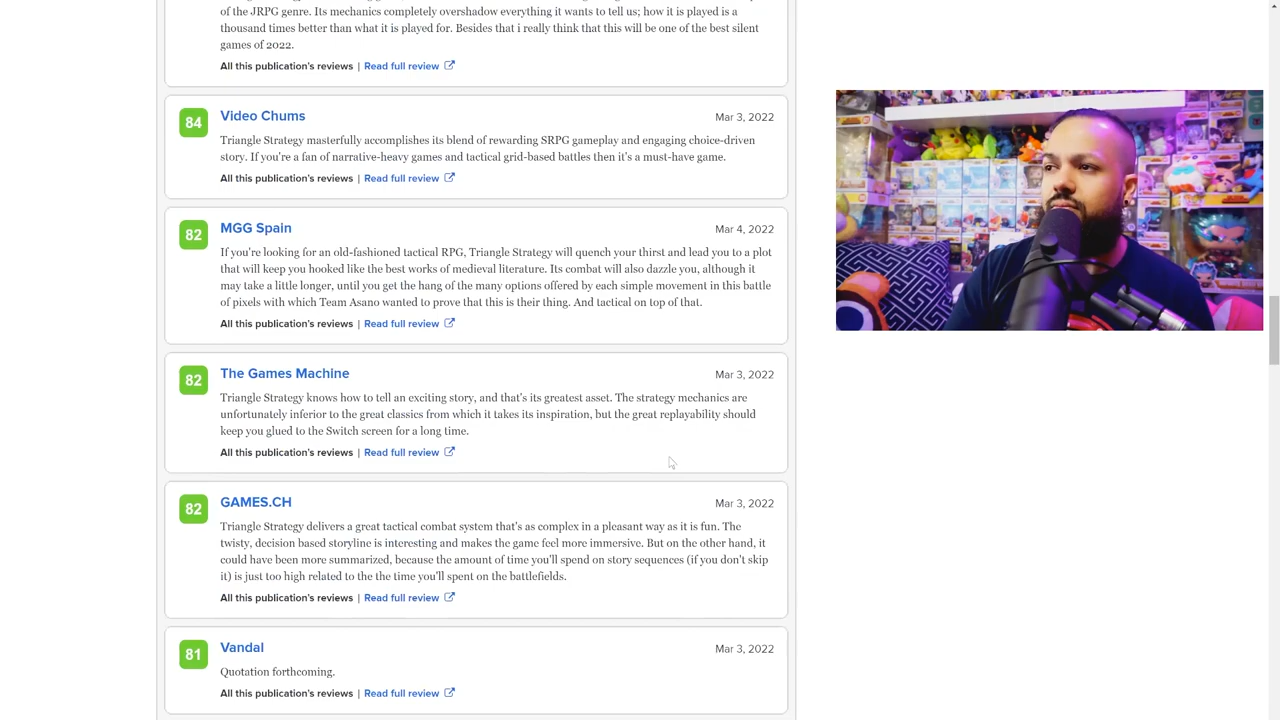 of the JRPG genre. Its mechanics completely overshadow everything it wants to tell us; how it is played is a
thousand times better than what it is played for. Besides that i really think that this will be one of the best silent
games of 2022.
All this publication's reviews | Read full review
84
Video Chums
Mar 3, 2022
Triangle Strategy masterfully accomplishes its blend of rewarding SRPG gameplay and engaging choice-driven
story. If you're a fan of narrative-heavy games and tactical grid-based battles then it's a must-have game.
All this publication's reviews | Read full review
82
MGG Spain
Mar 4, 2022
If you're looking for an old-fashioned tactical RPG, Triangle Strategy will quench your thirst and lead you to a plot
that will keep you hooked like the best works of medieval literature. Its combat will also dazzle you, although it
may take a little longer, until you get the hang of the many options offered by each simple movement in this battle
of pixels with which Team Asano wanted to prove that this is their thing. And tactical on top of that.
All this publication's reviews | Read full review
82
The Games Machine
Mar 3, 2022
Triangle Strategy knows how to tell an exciting story, and that's its greatest asset. The strategy mechanics are
unfortunately inferior to the great classics from which it takes its inspiration, but the great replayability should
keep you glued to the Switch screen for a long time.
All this publication's reviews | Read full review
82
GAMES.CH
Mar 3, 2022
Triangle Strategy delivers a great tactical combat system that's as complex in a pleasant way as it is fun. The
twisty, decision based storyline is interesting and makes the game feel more immersive. But on the other hand, it
could have been more summarized, because the amount of time you'll spend on story sequences (if you don't skip
it) is just too high related to the the time you'll spent on the battlefields.
All this publication's reviews | Read full review
81
Vandal
Mar 3, 2022
Quotation forthcoming.
All this publication's reviews | Read full review